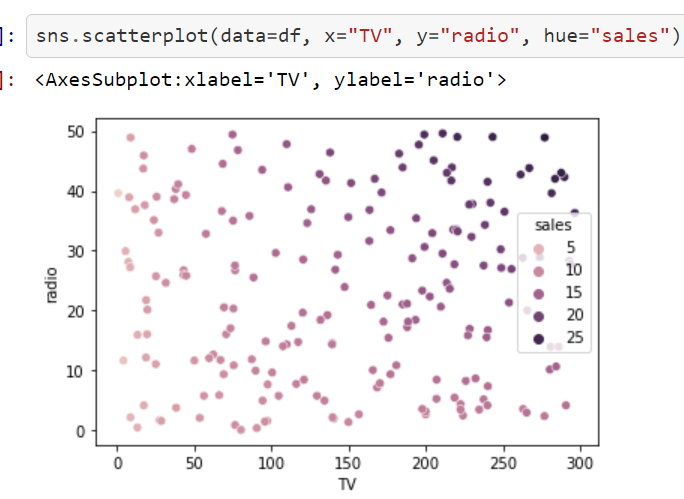 ]: sns.scatterplot(data=df, x="TV", y="radio", hue="sales")
]: <AxesSubplot:xlabel='TV', ylabel='radio'>
50
40
30
20
10
0
radio
sales
5
10
15
20
25
0 50 100 150 200 250 300
TV